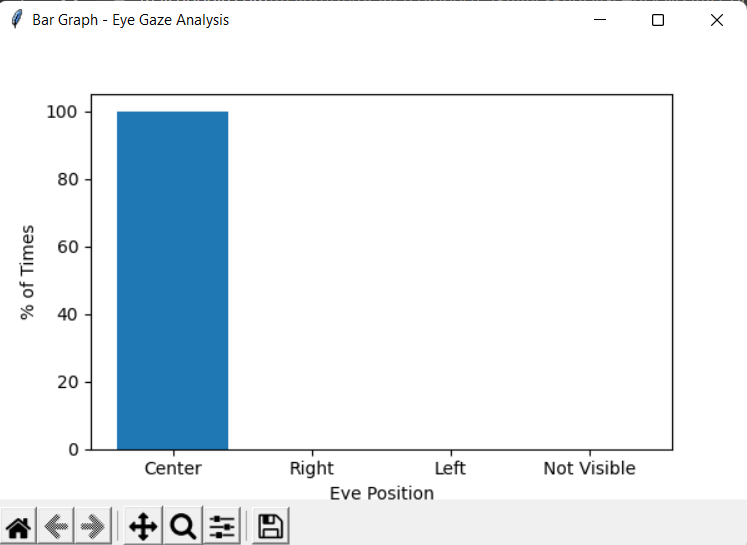 Bar Graph - Eye Gaze Analysis
100
80
60
40
20
0
% of Times
Center Right Left Not Visible
Eye Position